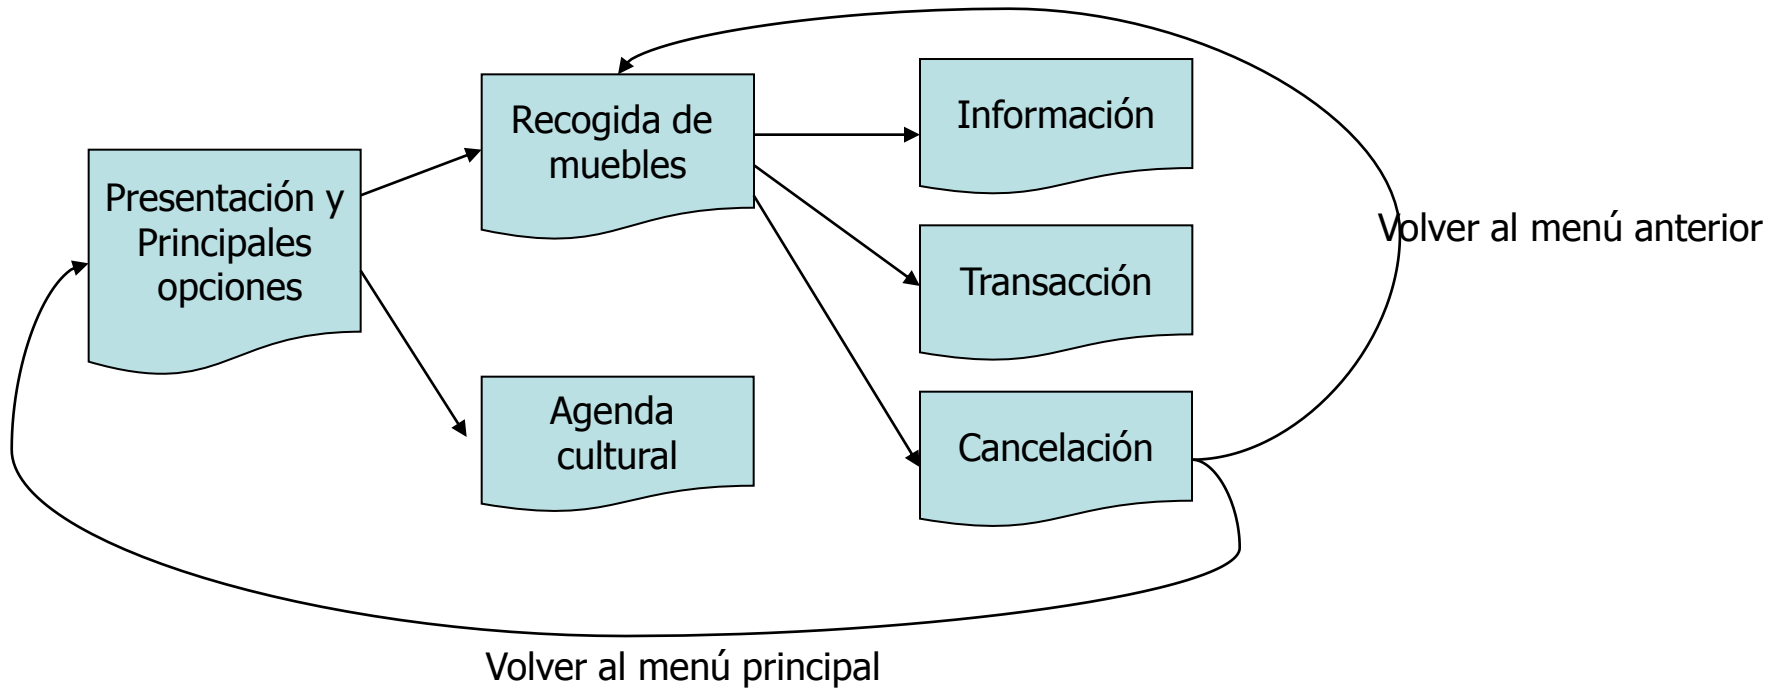 Presentación y
Principales
opciones
Recogida de
muebles
Agenda
cultural
Información
Transacción
Cancelación
Volver al menú anterior
Volver al menú principal